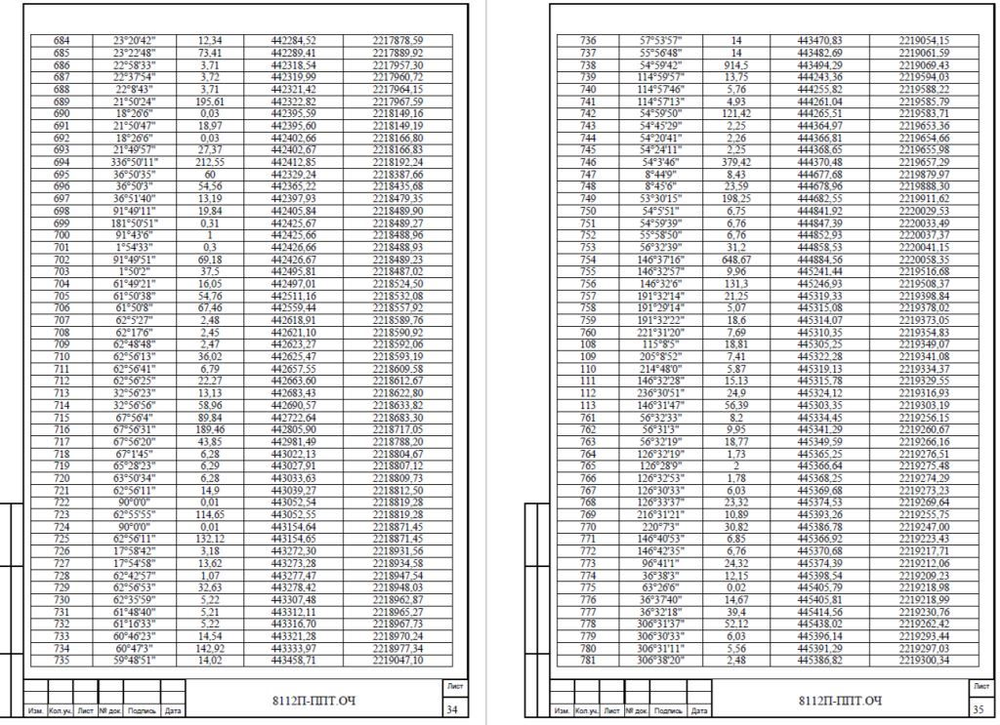 684 23°20'42" 12,34 442284,52 2217878,59
685 23°22'48" 73,41 442289,41 2217889,92
686 22°58'33" 3,71 442318,54 2217957,30
687 22°37'54" 3,72 442319,99 2217960,72
688 22°8'43" 3,71 442321,42 2217964,15
689 21°50'24" 195,61 442322,82 2217967,59
690 18°26'6" 0,03 442395,59 2218149,16
691 21°50'47" 18,97 442395,60 2218149,19
692 18°26'6" 0,03 442402,66 2218166,80
693 21°49'57" 27,37 442402,67 2218166,83
694 336°50'11" 212,55 442412,85 2218192,24
695 36°50'35" 60 442329,24 2218387,66
696 36°50'3" 54,56 442365,22 2218435,68
697 36°51'40" 13,19 442397,93 2218479,35
698 91°49'11" 19,84 442405,84 2218489,90
699 181°50'51" 0,31 442425,67 2218489,27
700 91°43'6" 1 442425,66 2218488,96
701 1°54'33" 0,3 442426,66 2218488,93
702 91°49'51" 69,18 442426,67 2218489,23
703 1°50'2" 37,5 442495,81 2218487,02
704 61°49'21" 16,05 442497,01 2218524,50
705 61°50'38" 54,76 442511,16 2218532,08
706 61°50'8" 67,46 442559,44 2218557,92
707 62°5'27" 2,48 442618,91 2218589,76
708 62°17'6" 2,45 442621,10 2218590,92
709 62°48'48" 2,47 442623,27 2218592,06
710 62°56'13" 36,02 442625,47 2218593,19
711 62°56'41" 6,79 442657,55 2218609,58
712 62°56'25" 22,27 442663,60 2218612,67
713 32°56'23" 13,13 442683,43 2218622,80
714 32°56'56" 58,96 442690,57 2218633,82
715 67°56'4" 89,84 442722,64 2218683,30
716 67°56'31" 189,46 442805,90 2218717,05
717 67°56'20" 43,85 442981,49 2218788,20
718 67°1'45" 6,28 443022,13 2218804,67
719 65°28'23" 6,29 443027,91 2218807,12
720 63°50'34" 6,28 443033,63 2218809,73
721 62°56'11" 14,9 443039,27 2218812,50
722 90°0'0" 0,01 443052,54 2218819,28
723 62°55'55" 114,65 443052,55 2218819,28
724 90°0'0" 0,01 443154,64 2218871,45
725 62°56'11" 132,12 443154,65 2218871,45
726 17°58'42" 3,18 443272,30 2218931,56
727 17°54'58" 13,62 443273,28 2218934,58
728 62°42'57" 1,07 443277,47 2218947,54
729 62°56'53" 32,63 443278,42 2218948,03
730 62°35'59" 5,22 443307,48 2218962,87
731 61°48'40" 5,21 443312,11 2218965,27
732 61°16'33" 5,22 443316,70 2218967,73
733 60°46'23" 14,54 443321,28 2218970,24
734 60°47'3" 142,92 443333,97 2218977,34
735 59°48'51" 14,02 443458,71 2219047,10
Изм. Кол.уч. Лист № док. Подпись Дата
8112П-ППТ.ОЧ
Лист
34
736 57°53'57" 14 443470,83 2219054,15
737 55°56'48" 14 443482,69 2219061,59
738 54°59'42" 914,5 443494,29 2219069,43
739 114°59'57" 13,75 444243,36 2219594,03
740 114°57'46" 5,76 444255,82 2219588,22
741 114°57'13" 4,93 444261,04 2219585,79
742 54°59'50" 121,42 444265,51 2219583,71
743 54°45'29" 2,25 444364,97 2219653,36
744 54°20'41" 2,26 444366,81 2219654,66
745 54°24'11" 2,25 444368,65 2219655,98
746 54°3'46" 379,42 444370,48 2219657,29
747 8°44'9" 8,43 444677,68 2219879,97
748 8°45'6" 23,59 444678,96 2219888,30
749 53°30'15" 198,25 444682,55 2219911,62
750 54°5'51" 6,75 444841,92 2220029,53
751 54°59'39" 6,76 444847,39 2220033,49
752 55°58'50" 6,76 444852,93 2220037,37
753 56°32'39" 31,2 444858,53 2220041,15
754 146°37'16" 648,67 444884,56 2220058,35
755 146°32'57" 9,96 445241,44 2219516,68
756 146°32'6" 131,3 445246,93 2219508,37
757 191°32'14" 21,25 445319,33 2219398,84
758 191°29'14" 5,07 445315,08 2219378,02
759 191°32'22" 18,6 445314,07 2219373,05
760 221°31'20" 7,69 445310,35 2219354,83
108 115°8'5" 18,81 445305,25 2219349,07
109 205°8'52" 7,41 445322,28 2219341,08
110 214°48'0" 5,87 445319,13 2219334,37
111 146°32'28" 15,13 445315,78 2219329,55
112 236°30'51" 24,9 445324,12 2219316,93
113 146°31'47" 56,39 445303,35 2219303,19
761 56°32'33" 8,2 445334,45 2219256,15
762 56°31'3" 9,95 445341,29 2219260,67
763 56°32'19" 18,77 445349,59 2219266,16
764 126°32'19" 1,73 445365,25 2219276,51
765 126°28'9" 2 445366,64 2219275,48
766 126°32'53" 1,78 445368,25 2219274,29
767 126°30'33" 6,03 445369,68 2219273,23
768 126°33'37" 23,32 445374,53 2219269,64
769 216°31'21" 10,89 445393,26 2219255,75
770 220°7'3" 30,82 445386,78 2219247,00
771 146°40'53" 6,85 445366,92 2219223,43
772 146°42'35" 6,76 445370,68 2219217,71
773 96°41'1" 24,32 445374,39 2219212,06
774 36°38'3" 12,15 445398,54 2219209,23
775 63°26'6" 0,02 445405,79 2219218,98
776 36°37'40" 14,67 445405,81 2219218,99
777 36°32'18" 39,4 445414,56 2219230,76
778 306°31'37" 52,12 445438,02 2219262,42
779 306°30'33" 6,03 445396,14 2219293,44
780 306°31'11" 5,56 445391,29 2219297,03
781 306°38'20" 2,48 445386,82 2219300,34
Изм. Кол.уч. Лист № док. Подпись Дата
8112П-ППТ.ОЧ
Лист
35